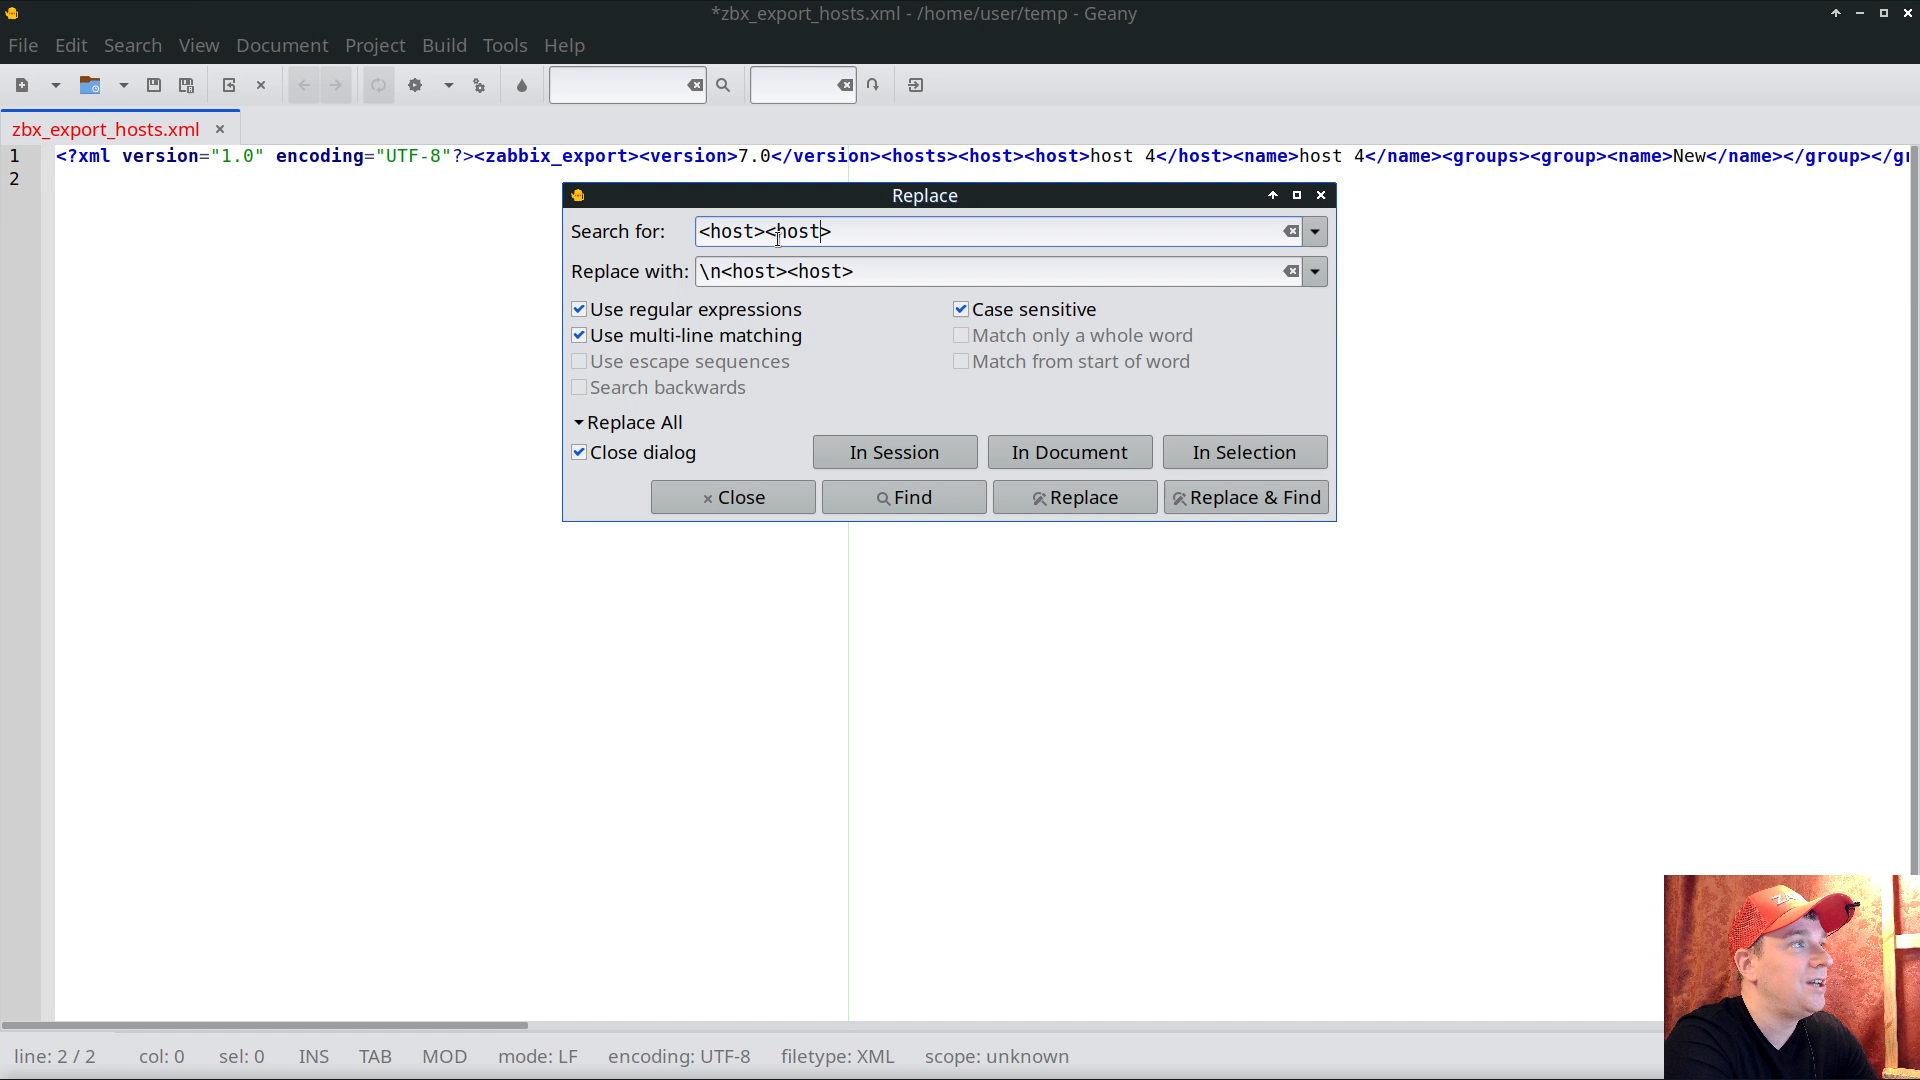 *zbx_export_hosts.xml - /home/user/temp - Geany
File Edit Search View Document Project Build Tools Help
zbx_export_hosts.xml
1 <?xml version="1.0" encoding="UTF-8"?><zabbix_export><version>7.0</version><hosts><host><host>host 4</host><name>host 4</name><groups><group><name>New</name></group></gr
2
Replace
Search for: <host><host>
Replace with: \n<host><host>
Use regular expressions Case sensitive
Use multi-line matching Match only a whole word
Use escape sequences Match from start of word
Search backwards
Replace All
Close dialog In Session In Document In Selection
Close Find Replace Replace & Find
line: 2 / 2 col: 0 sel: 0 INS TAB MOD mode: LF encoding: UTF-8 filetype: XML scope: unknown